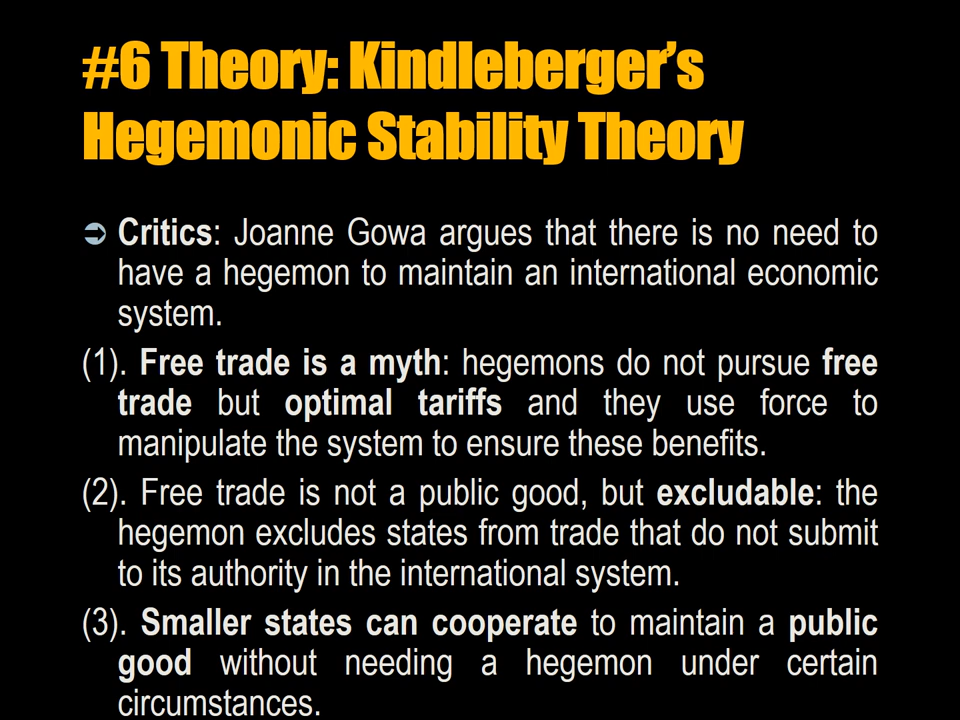 #6 Theory: Kindleberger’s
Hegemonic Stability Theory
Critics: Joanne Gowa argues that there is no need to
have a hegemon to maintain an international economic
system.
(1). Free trade is a myth: hegemons do not pursue free
trade but optimal tariffs and they use force to
manipulate the system to ensure these benefits.
(2). Free trade is not a public good, but excludable: the
hegemon excludes states from trade that do not submit
to its authority in the international system.
(3). Smaller states can cooperate to maintain a public
good without needing a hegemon under certain
circumstances.